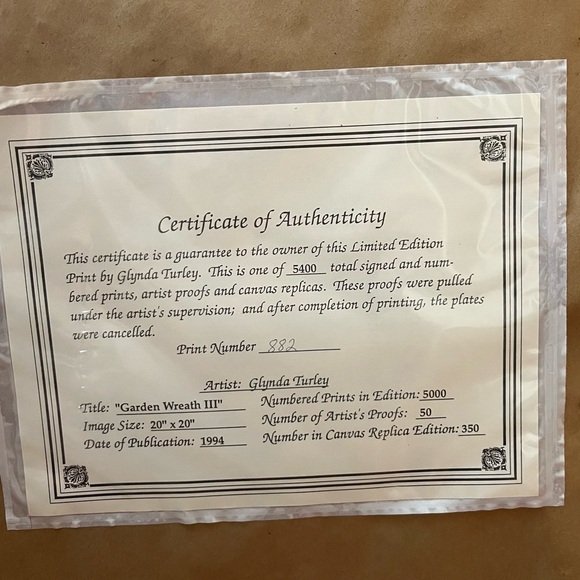 Certificate of Authenticity
This certificate is a guarantee to the owner of this Limited Edition
Print by Glynda Turley. This is one of 5400 total signed and num-
bered prints, artist proofs and canvas replicas. These proofs were pulled
under the artist's supervision; and after completion of printing, the plates
were cancelled.
Print Number 882
Artist: Glynda Turley
Title: "Garden Wreath III"
Image Size: 20" x 20"
Date of Publication: 1994
Numbered Prints in Edition: 5000
Number of Artist's Proofs: 50
Number in Canvas Replica Edition: 350